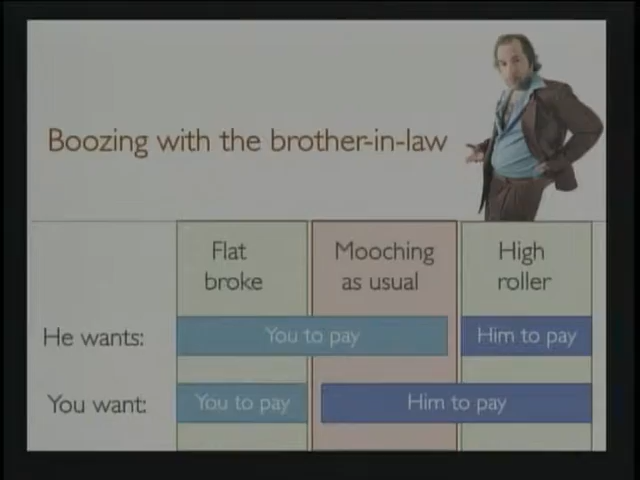 Boozing with the brother-in-law
Flat broke
Mooching as usual
High roller
He wants:
You to pay
Him to pay
You want:
You to pay
Him to pay